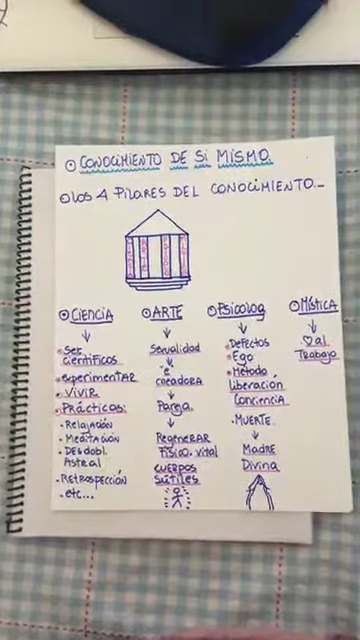 CONOCIMIENTO DE SI MISMO.
LOS 4 PILARES DEL CONOCIMIENTO...
CIENCIA
Ser
científicos
experimentar
VIVIR
PRÁCTICOS:
- Relajación
- Meditación
- Desdobl.
Astral
- Retrospección
- etc...
ARTE
Sexualidad
creadora
Pareja
Regenerar
Físico, vital
cuerpos
sútiles
Psicolog
Defectos
Ego
Método
liberación
Conciencia
- MUERTE
MADRE
Divina
Mística
al
Trabajo